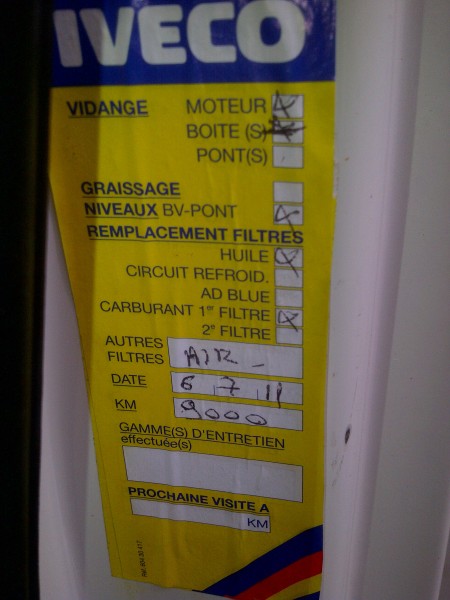 IVECO
VIDANGE MOTEUR
BOITE (S)
PONT(S)
GRAISSAGE
NIVEAUX BV-PONT
REMPLACEMENT FILTRES
HUILE
CIRCUIT REFROID.
AD BLUE
CARBURANT 1er FILTRE
2e FILTRE
AUTRES FILTRES AIR -
DATE 6 7 11
KM 9000
GAMME(S) D'ENTRETIEN
effectuée(s)
PROCHAINE VISITE A
KM